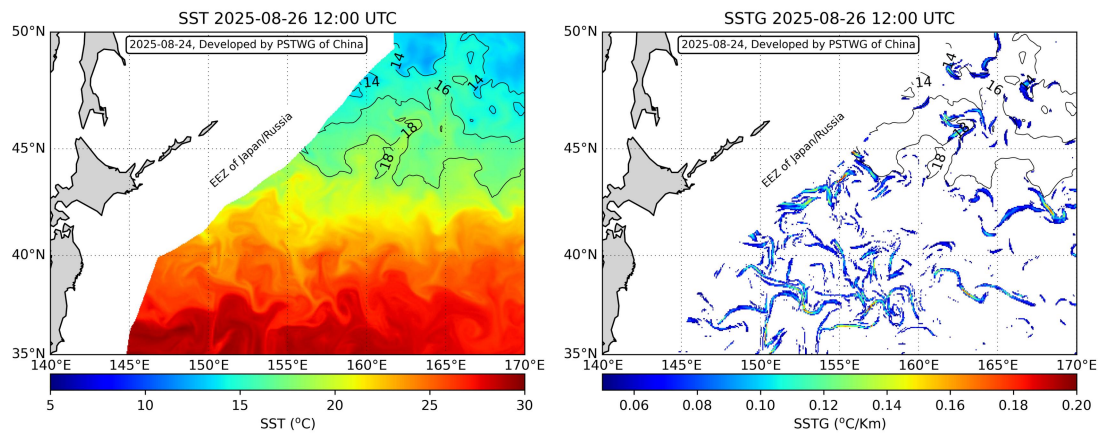 SST 2025-08-26 12:00 UTC
2025-08-24, Developed by PSTWG of China
50°N
45°N
40°N
35°N
140°E
145°E
150°E
155°E
160°E
165°E
170°E
EEZ of Japan/Russia
14
14
14
16
18
18
5
10
15
20
25
30
SST (°C)
SSTG 2025-08-26 12:00 UTC
2025-08-24, Developed by PSTWG of China
50°N
45°N
40°N
35°N
140°E
145°E
150°E
155°E
160°E
165°E
170°E
EEZ of Japan/Russia
14
14
14
16
18
18
0.06
0.08
0.10
0.12
0.14
0.16
0.18
0.20
SSTG (°C/Km)